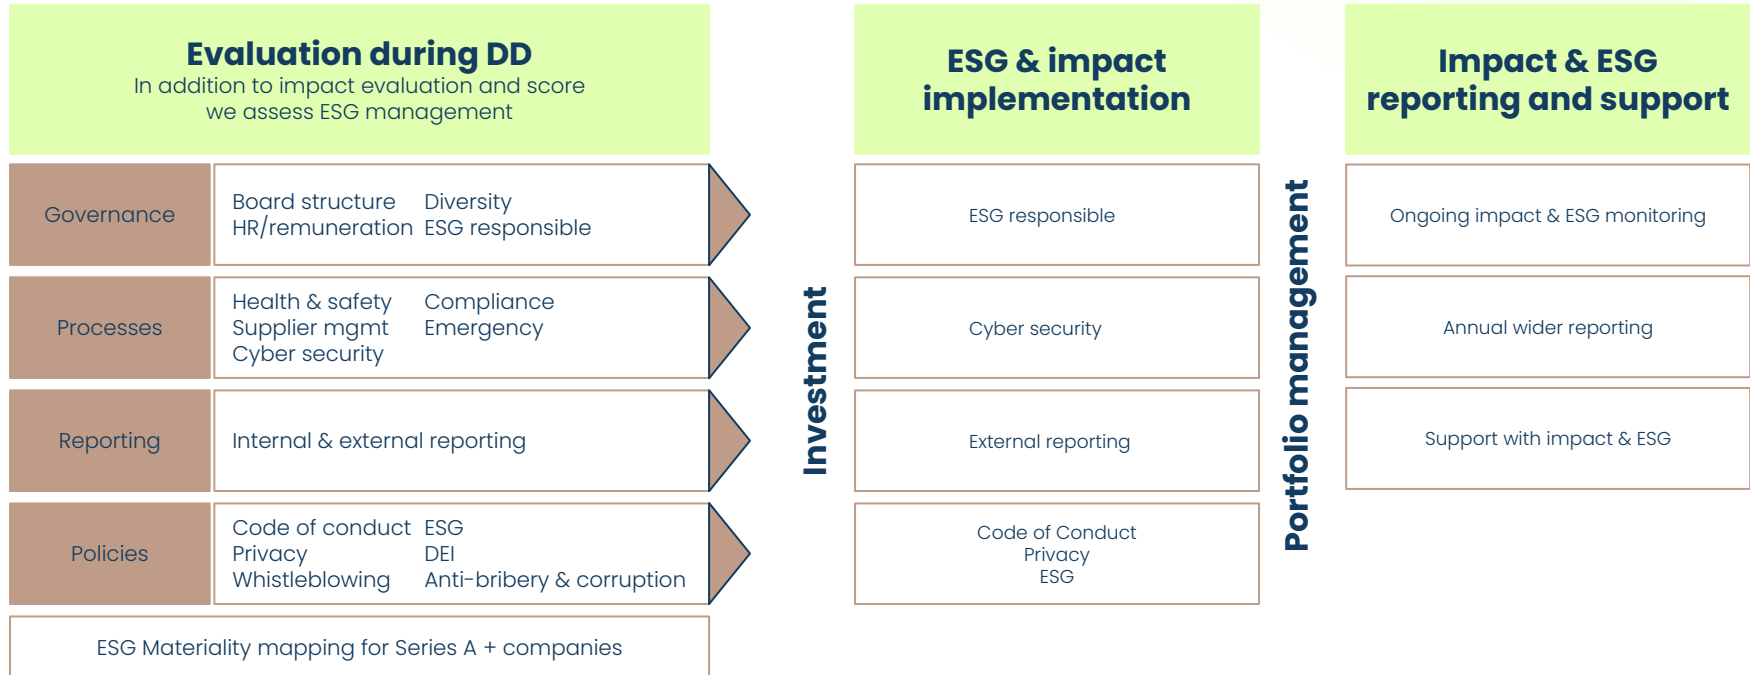 Evaluation during DD
In addition to impact evaluation and score
we assess ESG management
Governance
Board structure Diversity
HR/remuneration ESG responsible
Processes
Health & safety Compliance
Supplier mgmt Emergency
Cyber security
Reporting
Internal & external reporting
Policies
Code of conduct ESG
Privacy DEI
Whistleblowing Anti-bribery & corruption
ESG Materiality mapping for Series A + companies
Investment
ESG & impact
implementation
ESG responsible
Cyber security
External reporting
Code of Conduct
Privacy
ESG
Portfolio management
Impact & ESG
reporting and support
Ongoing impact & ESG monitoring
Annual wider reporting
Support with impact & ESG